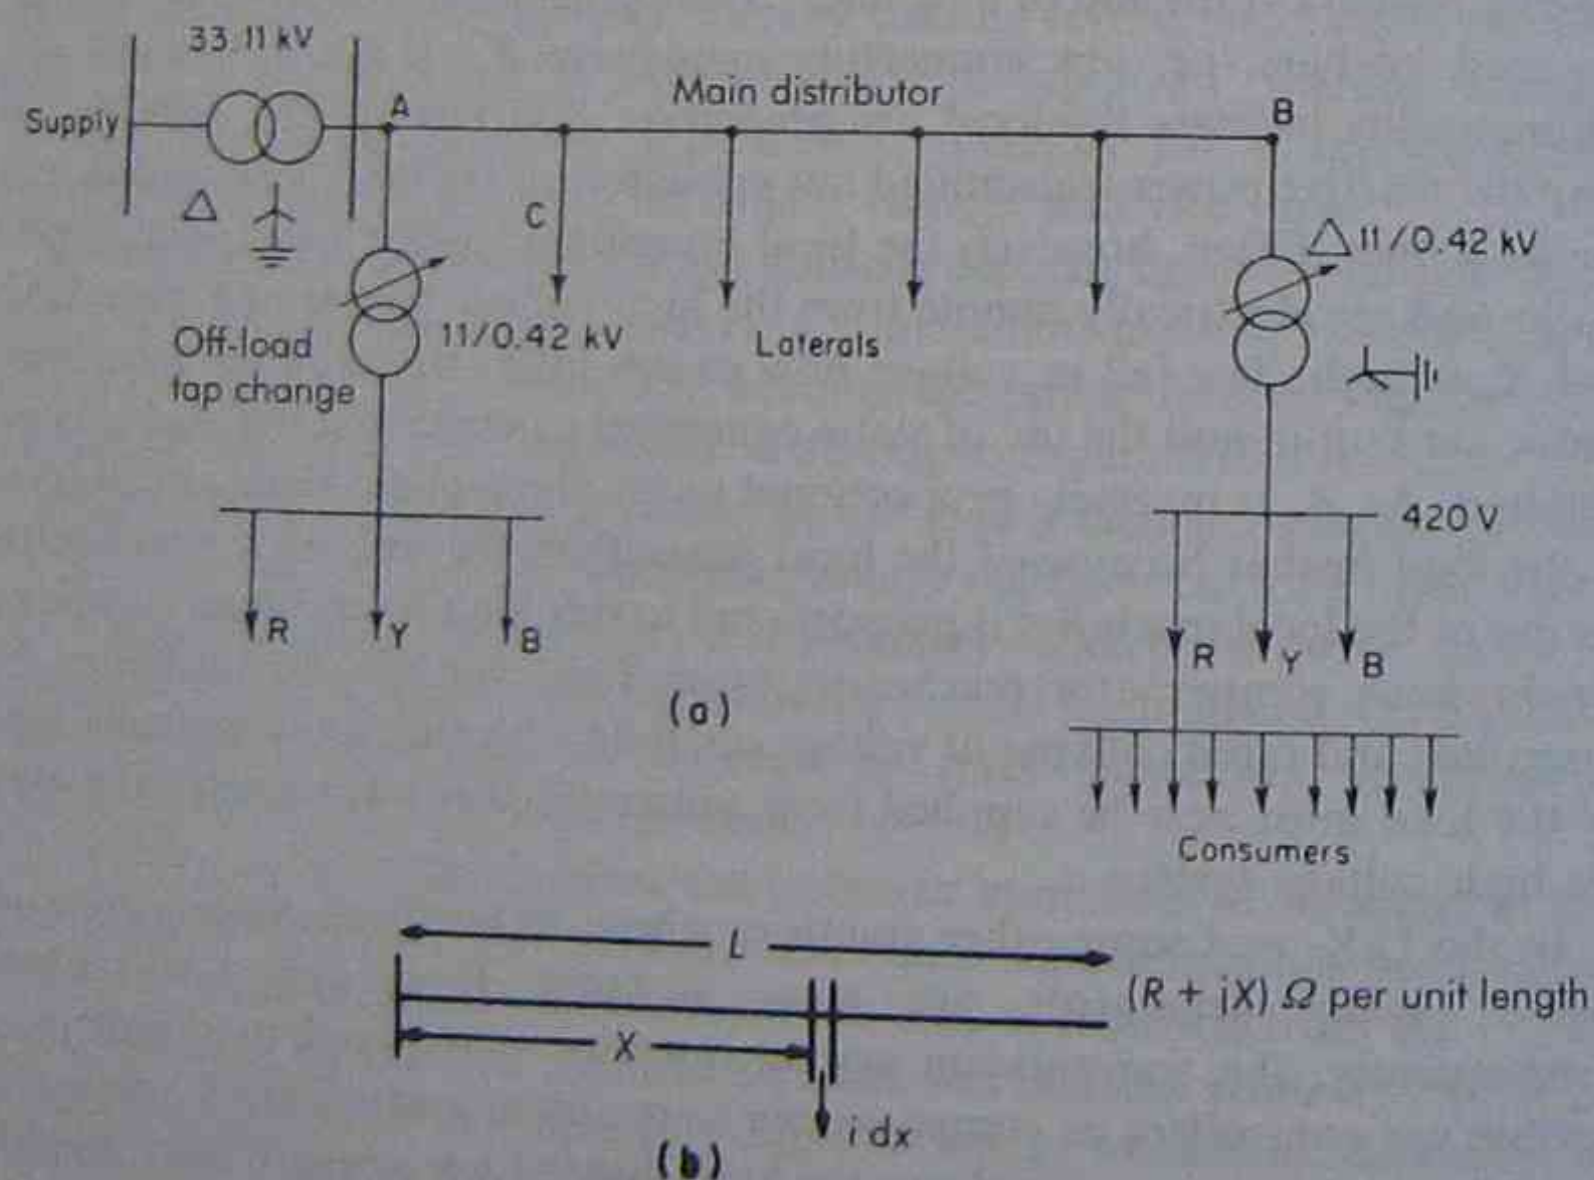 33.11 kV
Supply
A
Main distributor
B
△
C
△ 11/0.42 kV
Off-load
tap change
11/0.42 kV
Laterals
420 V
R
Y
B
R
Y
B
(a)
Consumers
L
(R + jX) Ω per unit length
X
i dx
(b)